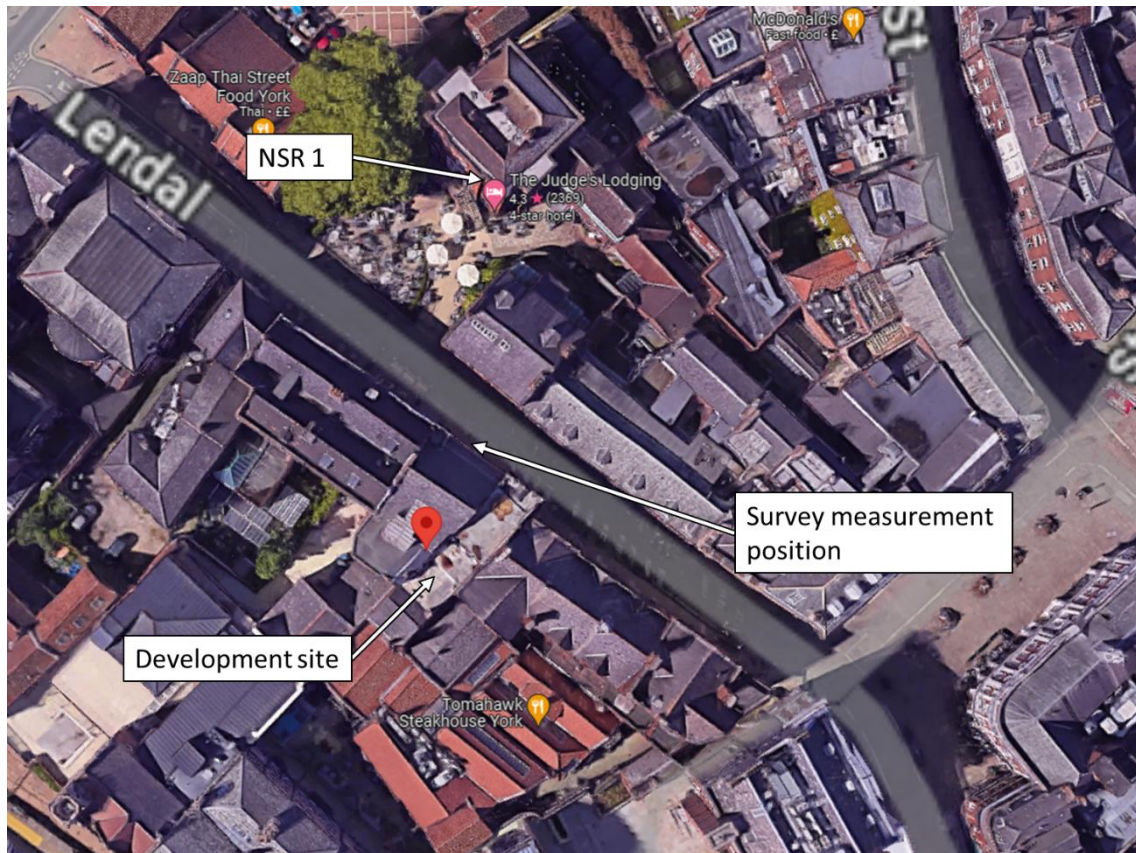 McDonald's
Fast food • £
St
Zaap Thai Street
Food York
Thai • ££
Lendal
NSR 1
The Judge's Lodging
4.3 ★ (2369)
4-star hotel
St
Survey measurement
position
Development site
Tomahawk
Steakhouse York